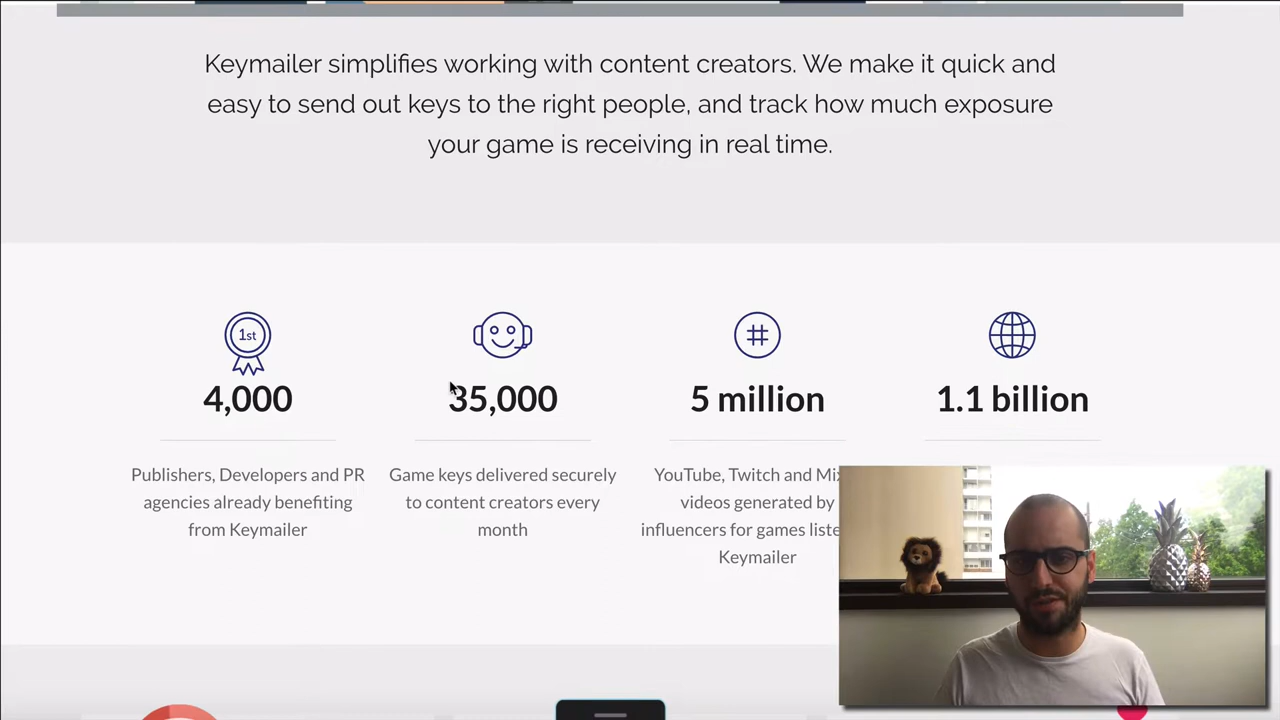 Keymailer simplifies working with content creators. We make it quick and
easy to send out keys to the right people, and track how much exposure
your game is receiving in real time.
1st
4,000
Publishers, Developers and PR
agencies already benefiting
from Keymailer
35,000
Game keys delivered securely
to content creators every
month
5 million
YouTube, Twitch and
videos generated by
influencers for games
Keymailer
1.1 billion